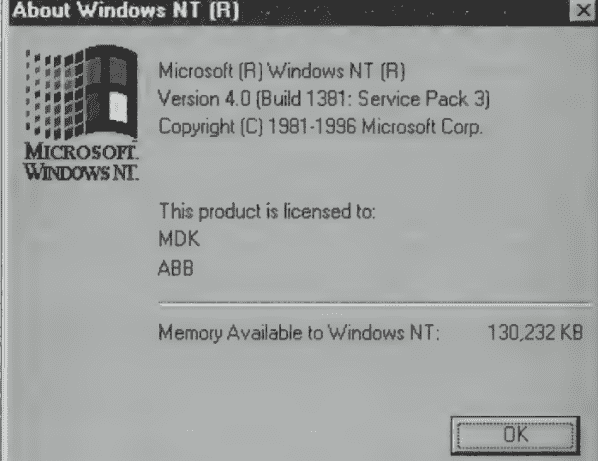 About Windows NT (R)
MICROSOFT.
WINDOWS NT.
Microsoft (R) Windows NT (R)
Version 4.0 (Build 1381: Service Pack 3)
Copyright (C) 1981-1996 Microsoft Corp.
This product is licensed to:
MDK
ABB
Memory Available to Windows NT: 130,232 KB
OK